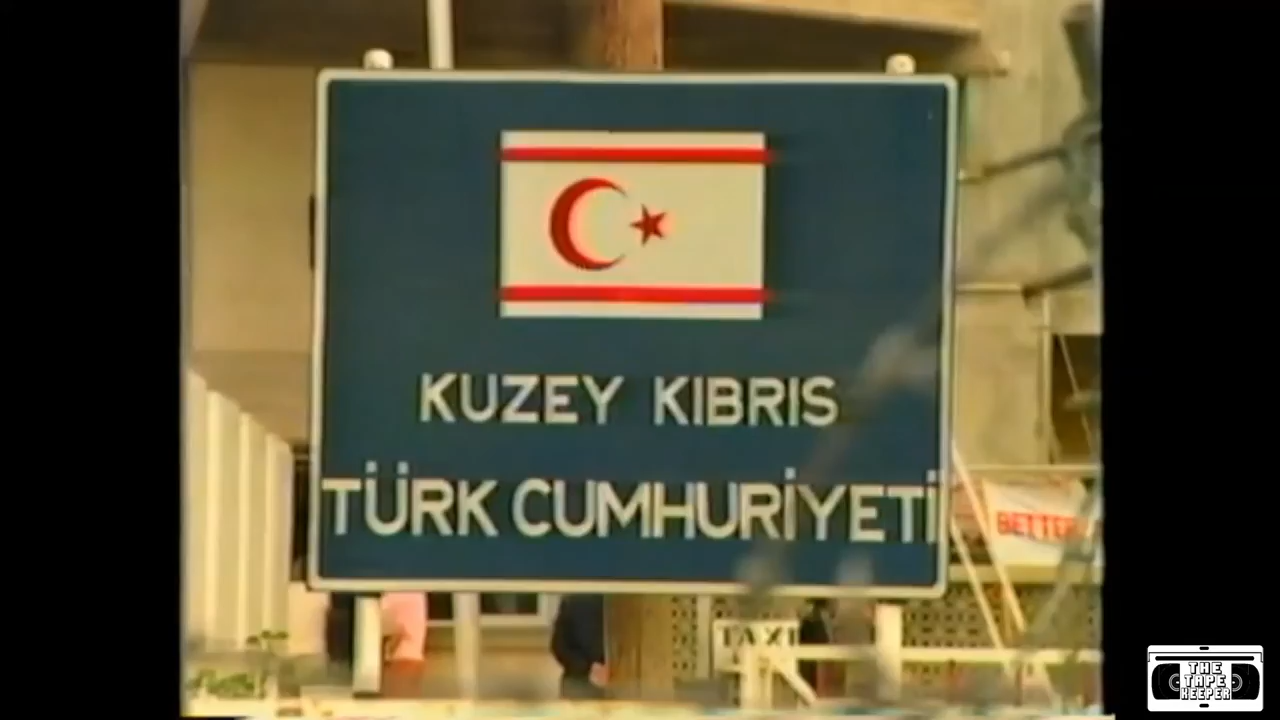 KUZEY KIBRIS
TÜRK CUMHURİYETİ
BETTER
TAXI
THE
TAPE
KEEPER